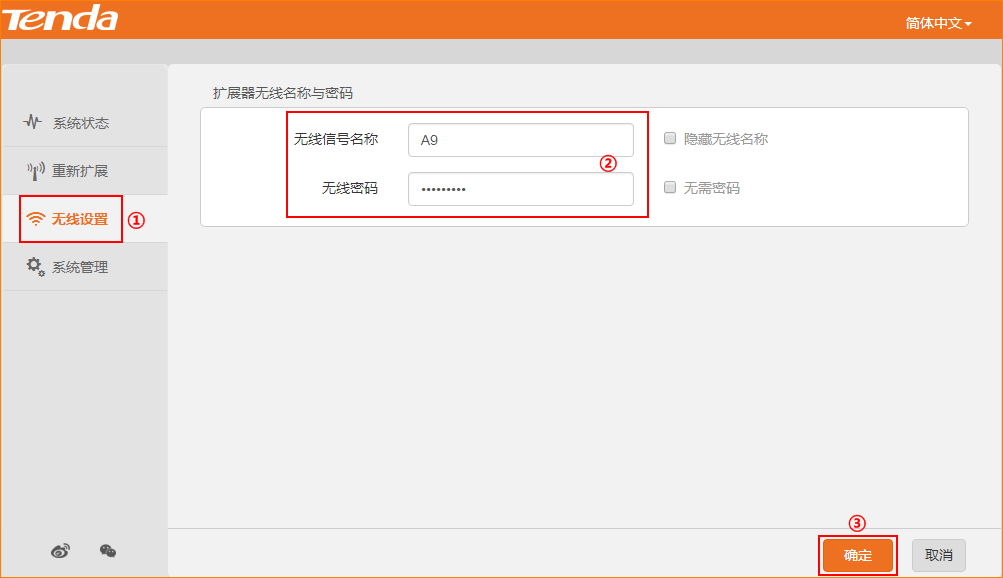 Tenda
简体中文
扩展器无线名称与密码
系统状态
无线信号名称 A9 隐藏无线名称
②
重新扩展
无线密码 ••••••••• 无需密码
无线设置 ①
系统管理
③
确定 取消